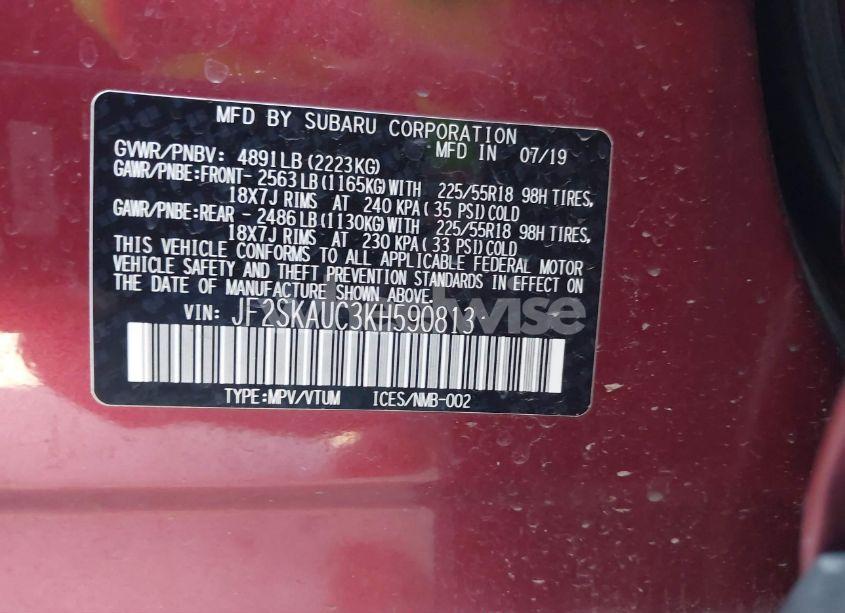 MFD BY SUBARU CORPORATION
MFD IN 07/19
GVWR/PNBV: 4891LB (2223KG)
GAWR/PNBE:FRONT- 2563LB (1165KG)WITH 225/55R18 98H TIRES,
18X7J RIMS AT 240 KPA( 35 PSI)COLD
GAWR/PNBE:REAR - 2486LB (1130KG)WITH 225/55R18 98H TIRES,
18X7J RIMS AT 230 KPA( 33 PSI)COLD
THIS VEHICLE CONFORMS TO ALL APPLICABLE FEDERAL MOTOR
VEHICLE SAFETY AND THEFT PREVENTION STANDARDS IN EFFECT ON
THE DATE OF MANUFACTURE SHOWN ABOVE.
VIN: JF2SKAUC3KH590813
TYPE:MPV/VTUM ICES/NMB-002